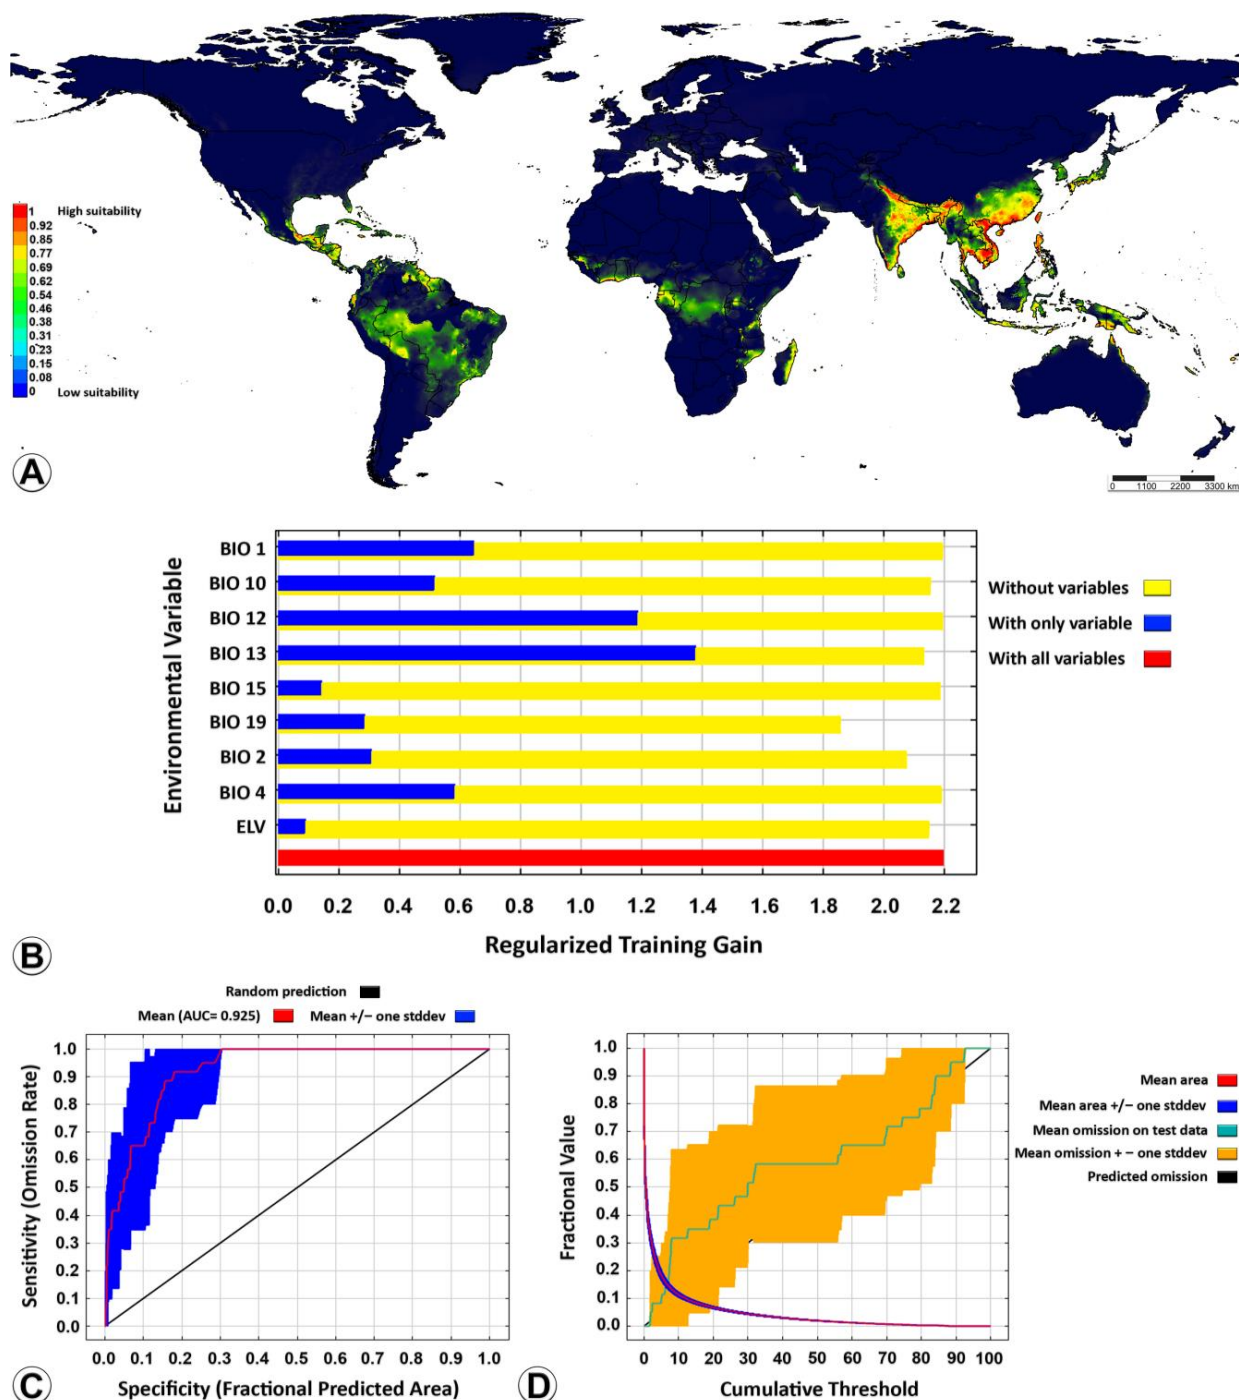 1 High suitability
0.92
0.85
0.77
0.69
0.62
0.54
0.46
0.38
0.31
0.23
0.15
0.08
0 Low suitability
0 1100 2200 3300 km
A
Environmental Variable
BIO 1
BIO 10
BIO 12
BIO 13
BIO 15
BIO 19
BIO 2
BIO 4
ELV
Without variables
With only variable
With all variables
0.0 0.2 0.4 0.6 0.8 1.0 1.2 1.4 1.6 1.8 2.0 2.2
Regularized Training Gain
B
Random prediction
Mean (AUC= 0.925) Mean +/− one stddev
Sensitivity (Omission Rate)
1.0
0.9
0.8
0.7
0.6
0.5
0.4
0.3
0.2
0.1
0.0
0.0 0.1 0.2 0.3 0.4 0.5 0.6 0.7 0.8 0.9 1.0
Specificity (Fractional Predicted Area)
C
Fractional Value
1.0
0.9
0.8
0.7
0.6
0.5
0.4
0.3
0.2
0.1
0.0
0 10 20 30 40 50 60 70 80 90 100
Cumulative Threshold
Mean area
Mean area +/− one stddev
Mean omission on test data
Mean omission + − one stddev
Predicted omission
D